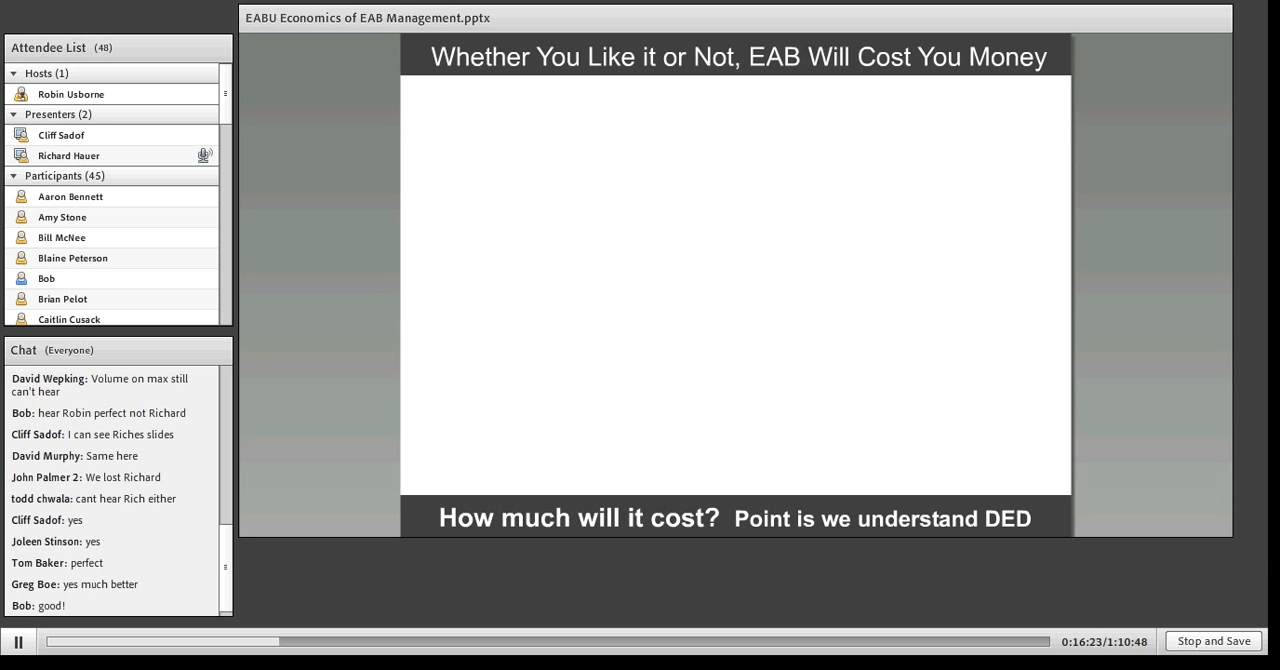 EABU Economics of EAB Management.pptx
Attendee List (48)
Hosts (1)
Robin Usborne
Presenters (2)
Cliff Sadof
Richard Hauer
Participants (45)
Aaron Bennett
Amy Stone
Bill McNee
Blaine Peterson
Bob
Brian Pelot
Caitlin Cusack
Chat (Everyone)
David Wepking: Volume on max still
can't hear
Bob: hear Robin perfect not Richard
Cliff Sadof: I can see Riches slides
David Murphy: Same here
John Palmer 2: We lost Richard
todd chwala: cant hear Rich either
Cliff Sadof: yes
Joleen Stinson: yes
Tom Baker: perfect
Greg Boe: yes much better
Bob: good!
Whether You Like it or Not, EAB Will Cost You Money
How much will it cost? Point is we understand DED
0:16:23/1:10:48
Stop and Save